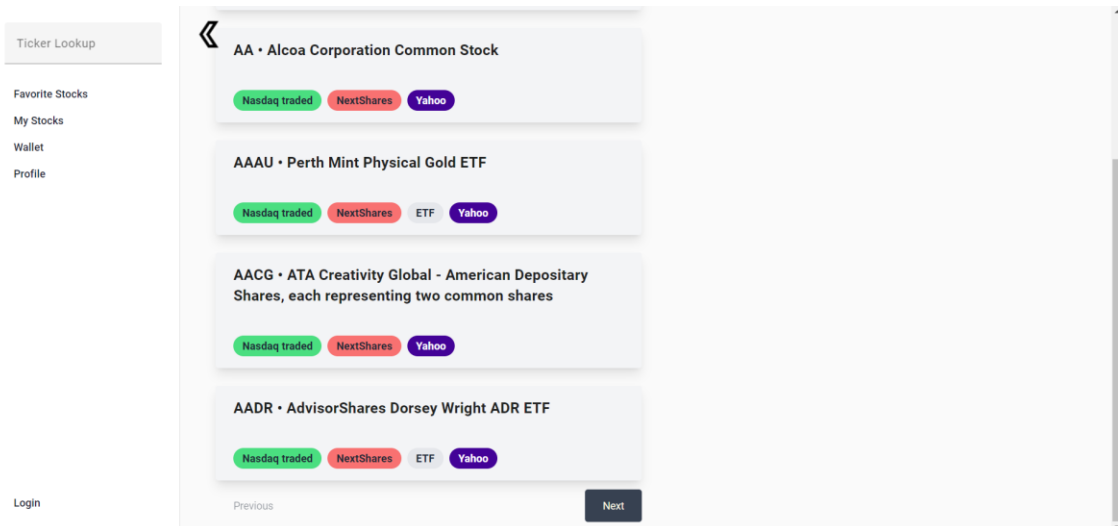 Ticker Lookup
Favorite Stocks
My Stocks
Wallet
Profile
Login
AA • Alcoa Corporation Common Stock
Nasdaq traded NextShares Yahoo
AAAU • Perth Mint Physical Gold ETF
Nasdaq traded NextShares ETF Yahoo
AACG • ATA Creativity Global - American Depositary
Shares, each representing two common shares
Nasdaq traded NextShares Yahoo
AADR • AdvisorShares Dorsey Wright ADR ETF
Nasdaq traded NextShares ETF Yahoo
Previous Next